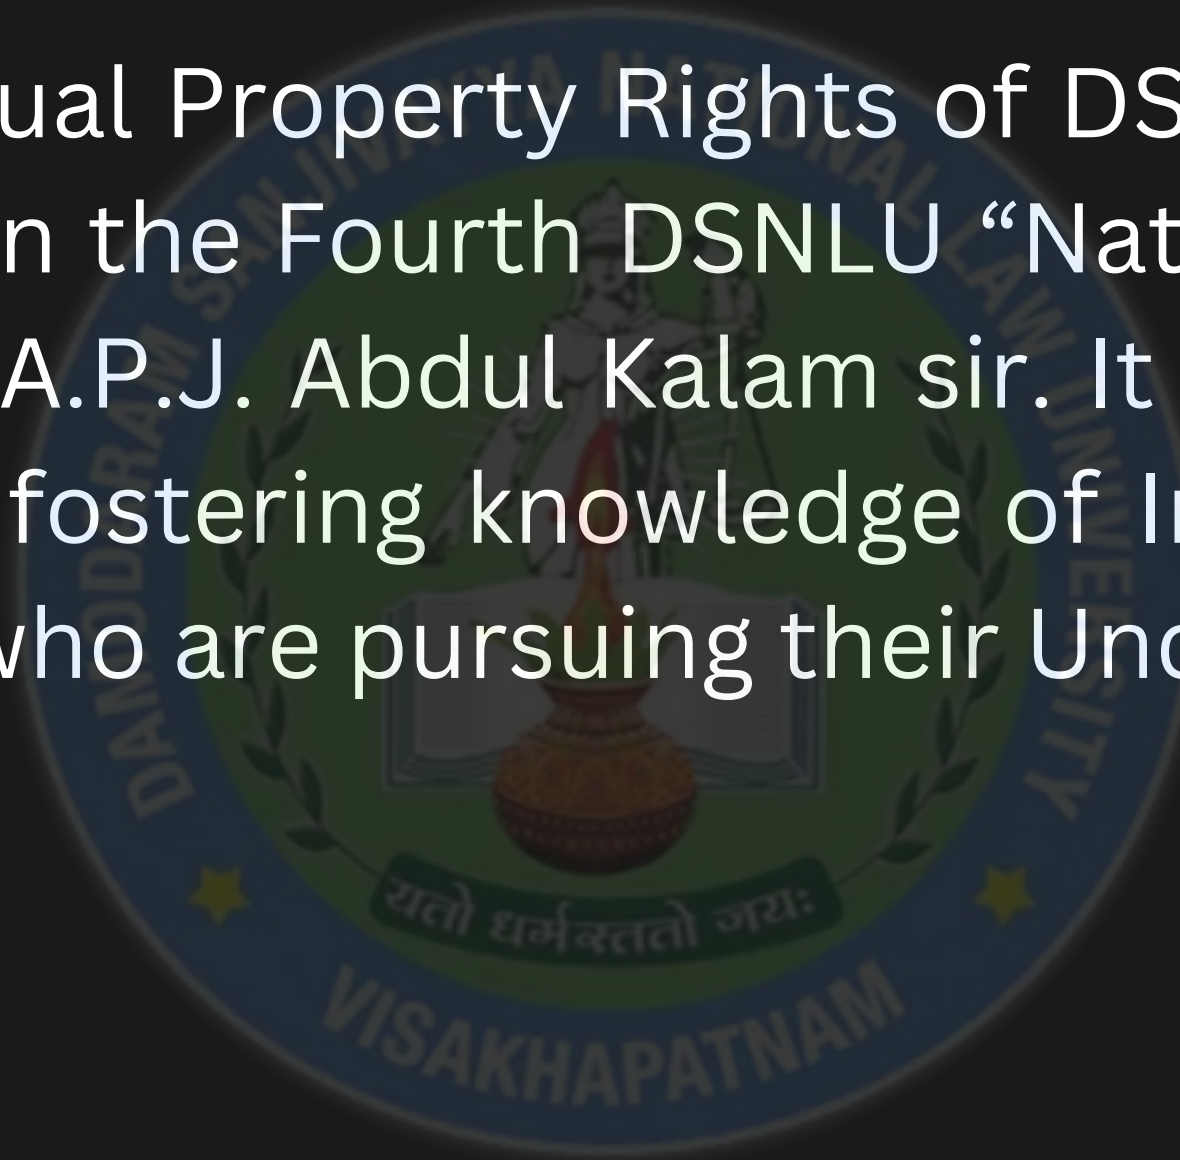 ual Property Rights of DS
n the Fourth DSNLU “Nat
A.P.J. Abdul Kalam sir. It
fostering knowledge of I
who are pursuing their Und
DAMODARAM SANJIVAYYA NATIONAL LAW UNIVERSITY
यतो धर्मस्ततो जयः
VISAKHAPATNAM